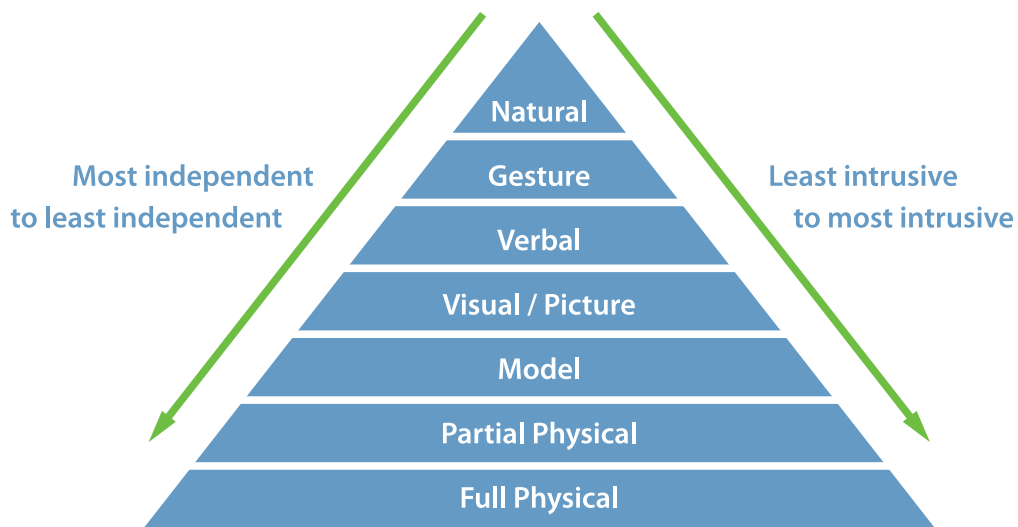 Natural
Gesture
Most independent
to least independent
Least intrusive
to most intrusive
Verbal
Visual / Picture
Model
Partial Physical
Full Physical